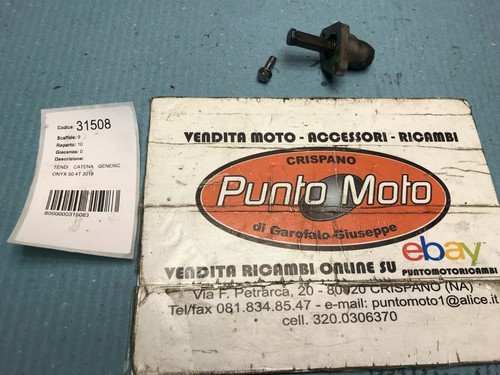 Codice: 31508
Scaffale: 9
Reparto: 10
Giacenza: 0
Descrizione:
TENDI CATENA GENERIC
ONYX 50 4T 2018
8000000315083
VENDITA MOTO - ACCESSORI - RICAMBI
CRISPANO
Punto Moto
di Garofalo Giuseppe
ebay
VENDITA RICAMBI ONLINE SU PUNTOMOTORICAMBI
Via F. Petrarca, 20 - 80020 CRISPANO (NA)
Tel/fax 081.834.85.47 - e-mail: puntomoto1@alice.it
cell. 320.0306370